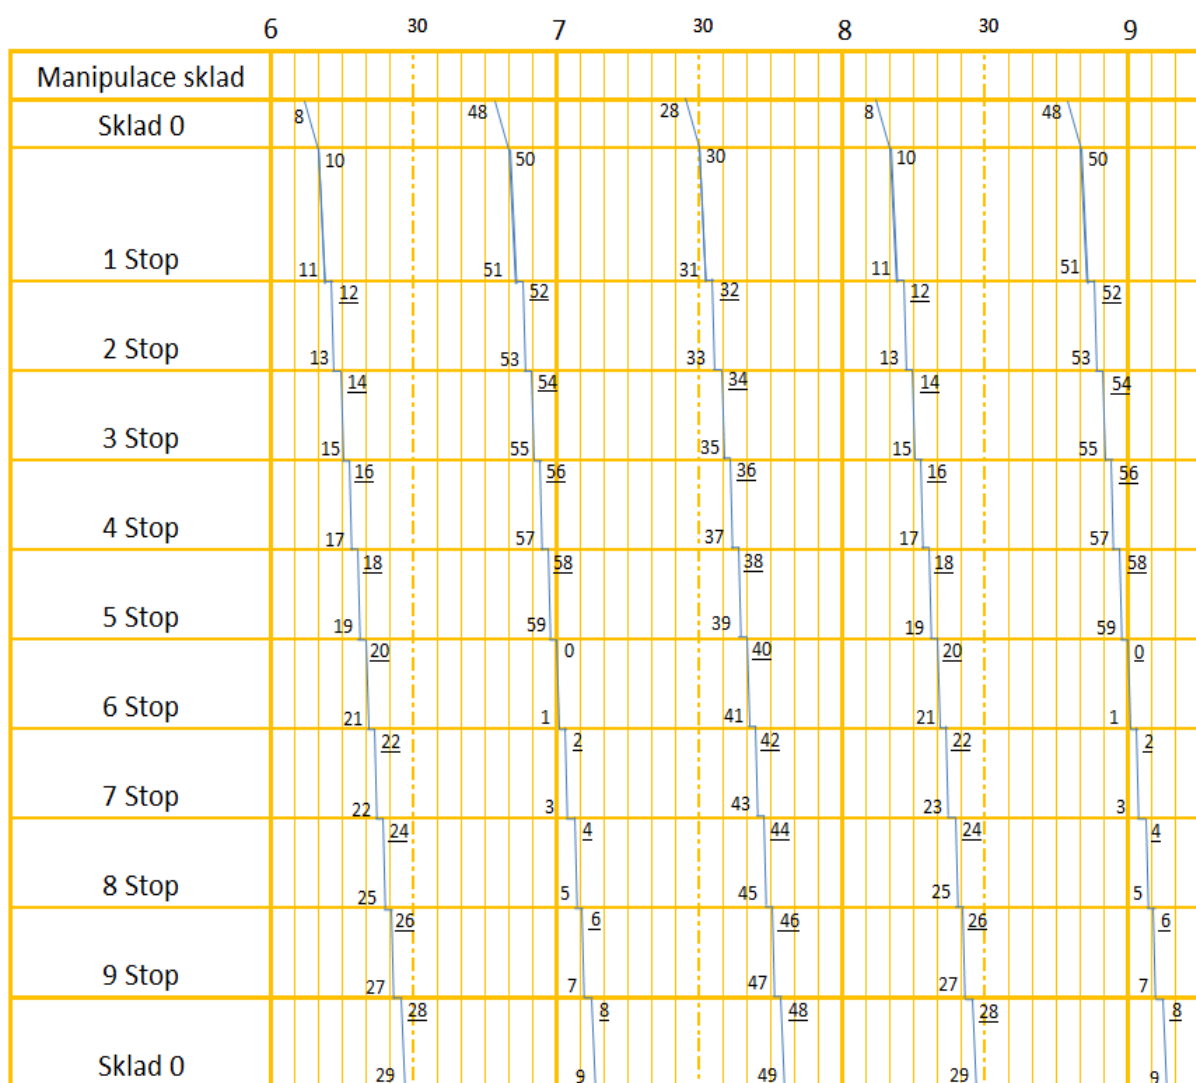 6 30 7 30 8 30 9
Manipulace sklad
Sklad 0 8 48 28 8 48
10 50 30 10 50
1 Stop 11 51 31 11 51
12 52 32 12 52
2 Stop 13 53 33 13 53
14 54 34 14 54
3 Stop 15 55 35 15 55
16 56 36 16 56
4 Stop 17 57 37 17 57
18 58 38 18 58
5 Stop 19 59 39 19 59
20 0 40 20 0
6 Stop 21 1 41 21 1
22 2 42 22 2
7 Stop 22 3 43 23 3
24 4 44 24 4
8 Stop 25 5 45 25 5
26 6 46 26 6
9 Stop 27 7 47 27 7
28 8 48 28 8
Sklad 0 29 9 49 29 9